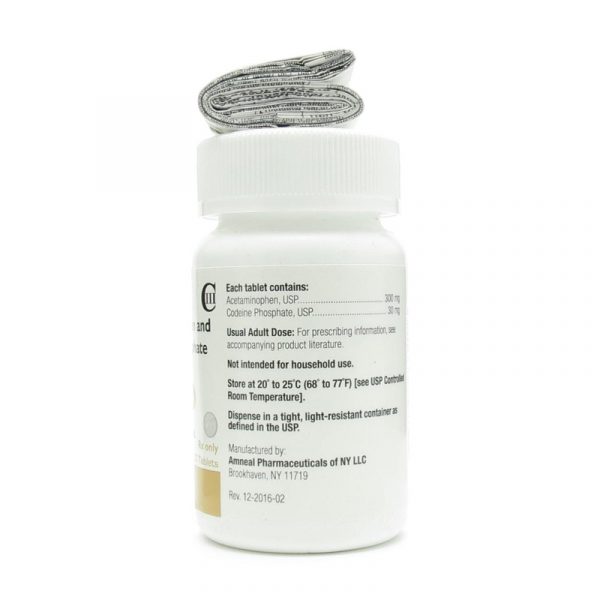 CIII
and
Each tablet contains:
Acetaminophen, USP.................................... 300 mg
Codeine Phosphate, USP.............................. 30 mg
Usual Adult Dose: For prescribing information, see
accompanying product literature.
Not intended for household use.
Store at 20° to 25°C (68° to 77°F) [see USP Controlled
Room Temperature].
Dispense in a tight, light-resistant container as
defined in the USP.
Rx only
Tablets
Manufactured by:
Amneal Pharmaceuticals of NY LLC
Brookhaven, NY 11719
Rev. 12-2016-02